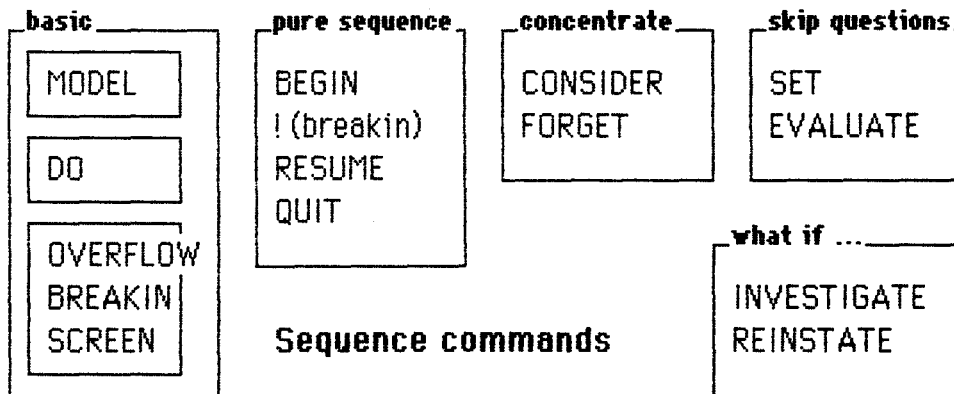 basic
MODEL
DO
OVERFLOW
BREAKIN
SCREEN
pure sequence
BEGIN
! (breakin)
RESUME
QUIT
concentrate
CONSIDER
FORGET
skip questions
SET
EVALUATE
what if ...
INVESTIGATE
REINSTATE
Sequence commands